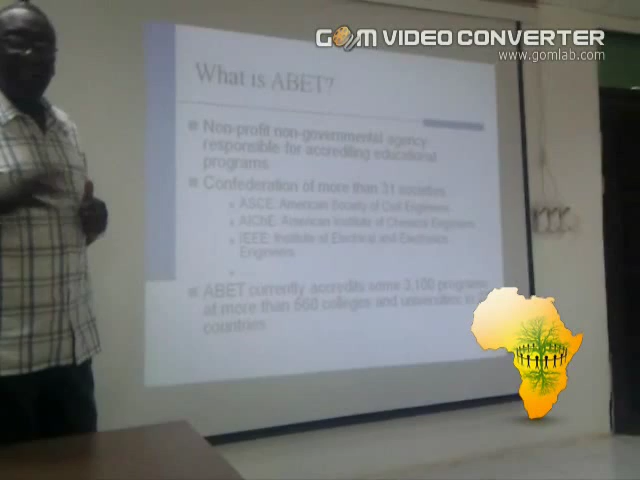 GOM VIDEO CONVERTER
www.gomlab.com
What is ABET?
Non-profit non-governmental agency
responsible for accrediting educational
programs
Confederation of more than 31 societies
ASCE: American Society of Civil Engineers
AIChE: American Institute of Chemical Engineers
IEEE: Institute of Electrical and Electronics
Engineers
ABET currently accredits some 3,100 programs
at more than 660 colleges and universities in
countries